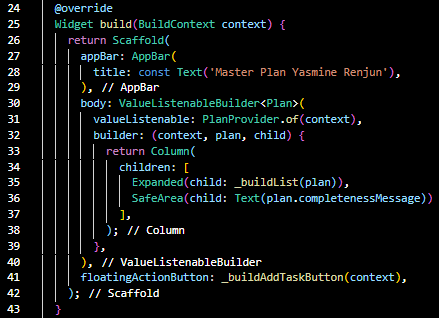 24 @override
25 Widget build(BuildContext context) {
26 return Scaffold(
27 appBar: AppBar(
28 title: const Text('Master Plan Yasmine Renjun'),
29 ), // AppBar
30 body: ValueListenableBuilder<Plan>(
31 valueListenable: PlanProvider.of(context),
32 builder: (context, plan, child) {
33 return Column(
34 children: [
35 Expanded(child: _buildList(plan)),
36 SafeArea(child: Text(plan.completenessMessage))
37 ],
38 ); // Column
39 },
40 ), // ValueListenableBuilder
41 floatingActionButton: _buildAddTaskButton(context),
42 ); // Scaffold
43 }